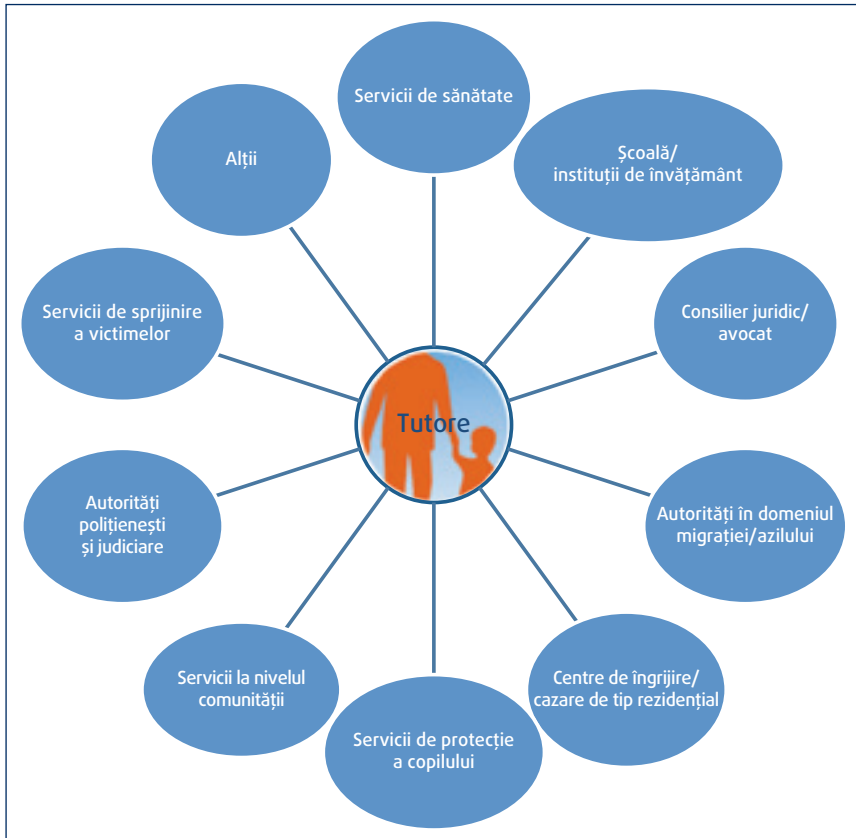 Servicii de sănătate
Școală/
instituții de învățământ
Consilier juridic/
avocat
Autorități în domeniul
migrației/azilului
Centre de îngrijire/
cazare de tip rezidențial
Servicii de protecție
a copilului
Servicii la nivelul
comunității
Autorități
polițienești
și judiciare
Servicii de sprijinire
a victimelor
Alții
Tutore